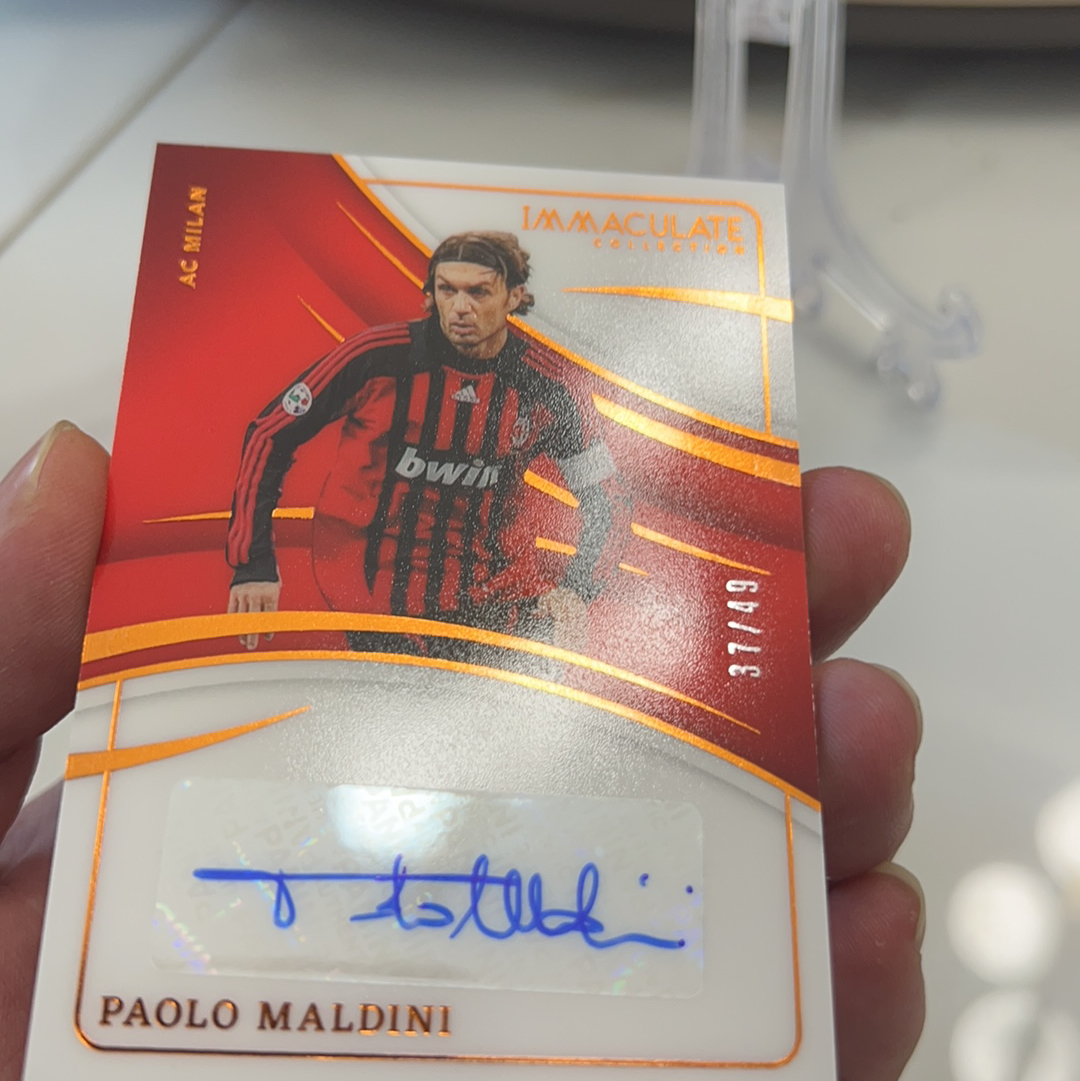 AC MILAN
IMMACULATE
COLLECTION
bwin
37/49
PAOLO MALDINI